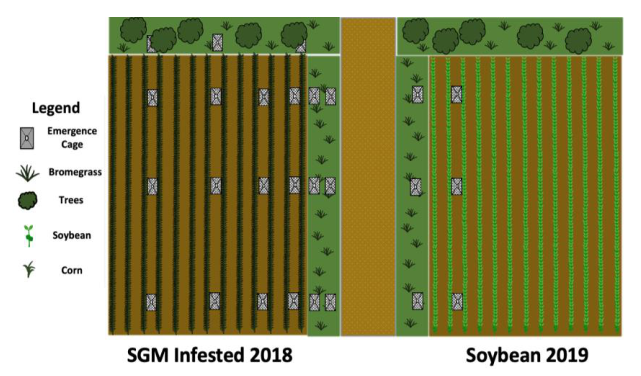 Legend
Emergence
Cage
Bromegrass
Trees
Soybean
Corn
SGM Infested 2018
Soybean 2019